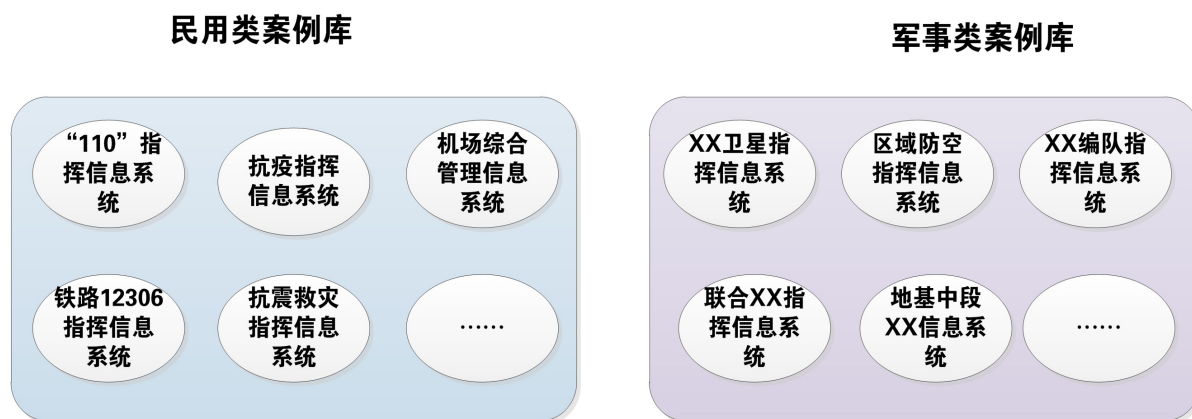 民用类案例库
军事类案例库
“110”指
挥信息系
统
抗疫指挥
信息系统
机场综合
管理信息
系统
铁路12306
指挥信息
系统
抗震救灾
指挥信息
系统
……
XX卫星指
挥信息系
统
区域防空
指挥信息
系统
XX编队指
挥信息系
统
联合XX指
挥信息系
统
地基中段
XX信息系
统
……